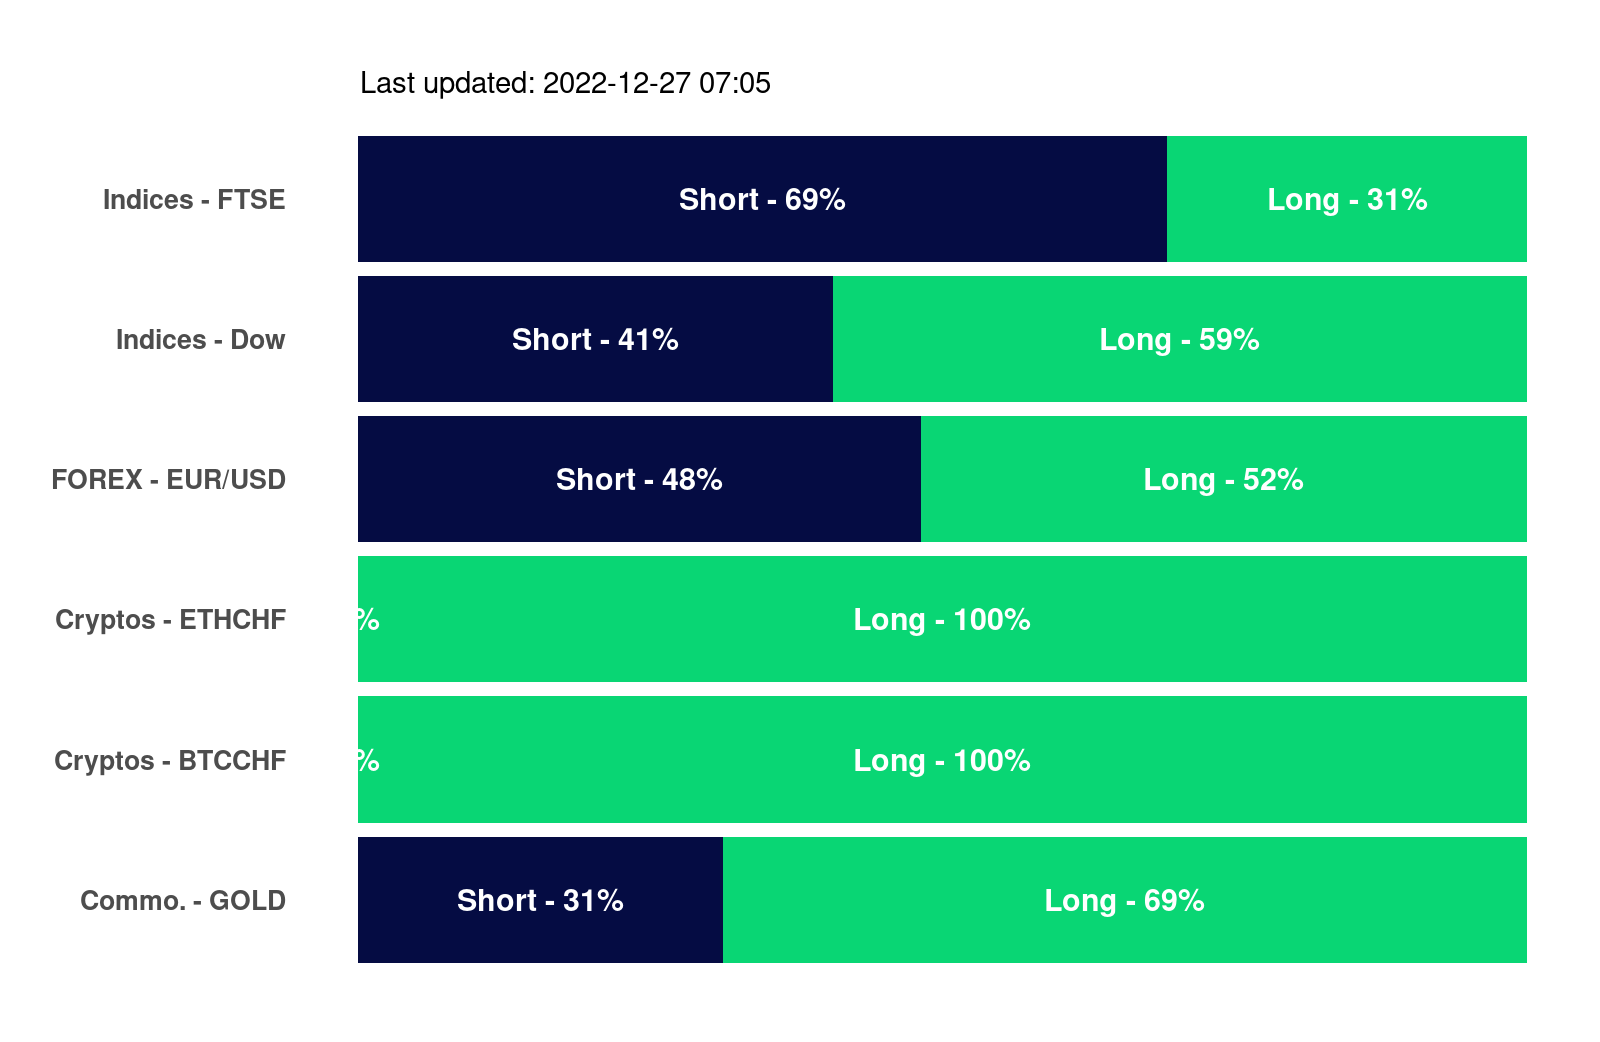 Last updated: 2022-12-27 07:05
Indices - FTSE Short - 69% Long - 31%
Indices - Dow Short - 41% Long - 59%
FOREX - EUR/USD Short - 48% Long - 52%
Cryptos - ETHCHF % Long - 100%
Cryptos - BTCCHF % Long - 100%
Commo. - GOLD Short - 31% Long - 69%